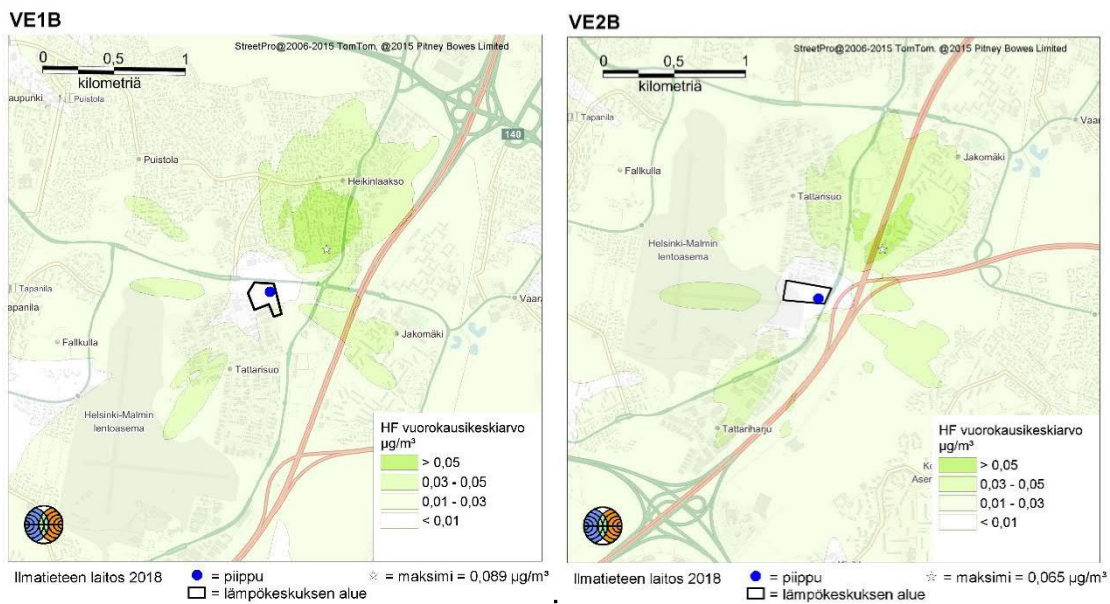 VE1B
StreetPro@2006-2015 TomTom, @2015 Pitney Bowes Limited
0 0,5 1
kilometriä
Puistola
Tapanila
Puistola
140
Heikinlaakso
Tapanila
Vaara
Fallkulla
Jakomäki
Tattarisuo
Helsinki-Malmin
lentoasema
HF vuorokausikeskiarvo
µg/m³
> 0,05
0,03 - 0,05
0,01 - 0,03
< 0,01
Ilmatieteen laitos 2018
= piippu
= maksimi = 0,089 µg/m³
= lämpökeskuksen alue
VE2B
StreetPro@2006-2015 TomTom, @2015 Pitney Bowes Limited
0 0,5 1
kilometriä
Tapanila
Vaar
Fallkulla
Jakomäki
Tattarisuo
Helsinki-Malmin
lentoasema
Tattariharju
HF vuorokausikeskiarvo
µg/m³
> 0,05
0,03 - 0,05
0,01 - 0,03
< 0,01
Ilmatieteen laitos 2018
= piippu
= maksimi = 0,065 µg/m³
= lämpökeskuksen alue